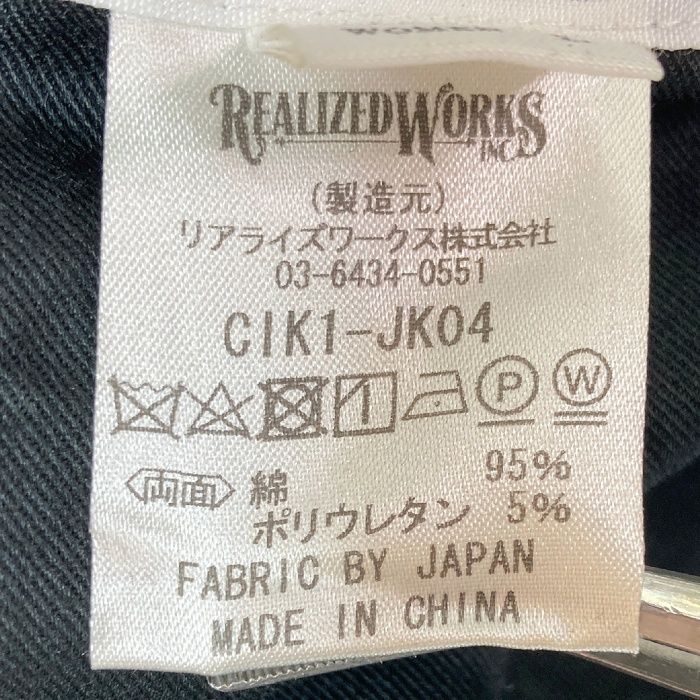 REALIZED WORKS
INC.
(製造元)
リアライズワークス株式会社
03-6434-0551
CIK1-JK04
P W
〈両面〉 綿 95%
ポリウレタン 5%
FABRIC BY JAPAN
MADE IN CHINA